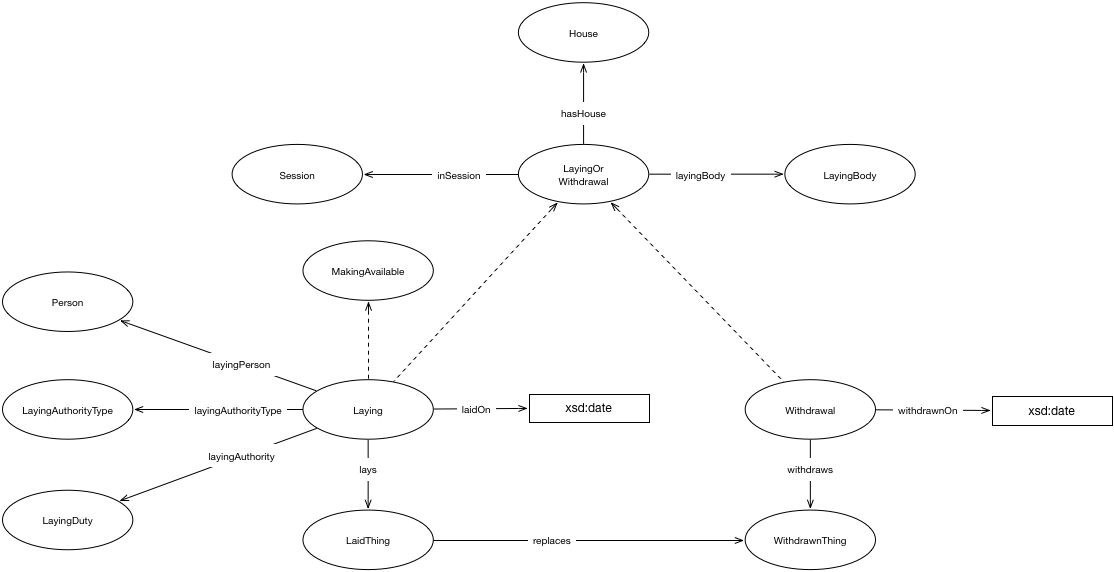 House
hasHouse
Session
inSession
LayingOr
Withdrawal
layingBody
LayingBody
MakingAvailable
Person
layingPerson
LayingAuthorityType
layingAuthorityType
Laying
laidOn
xsd:date
Withdrawal
withdrawnOn
xsd:date
layingAuthority
lays
withdraws
LayingDuty
LaidThing
replaces
WithdrawnThing